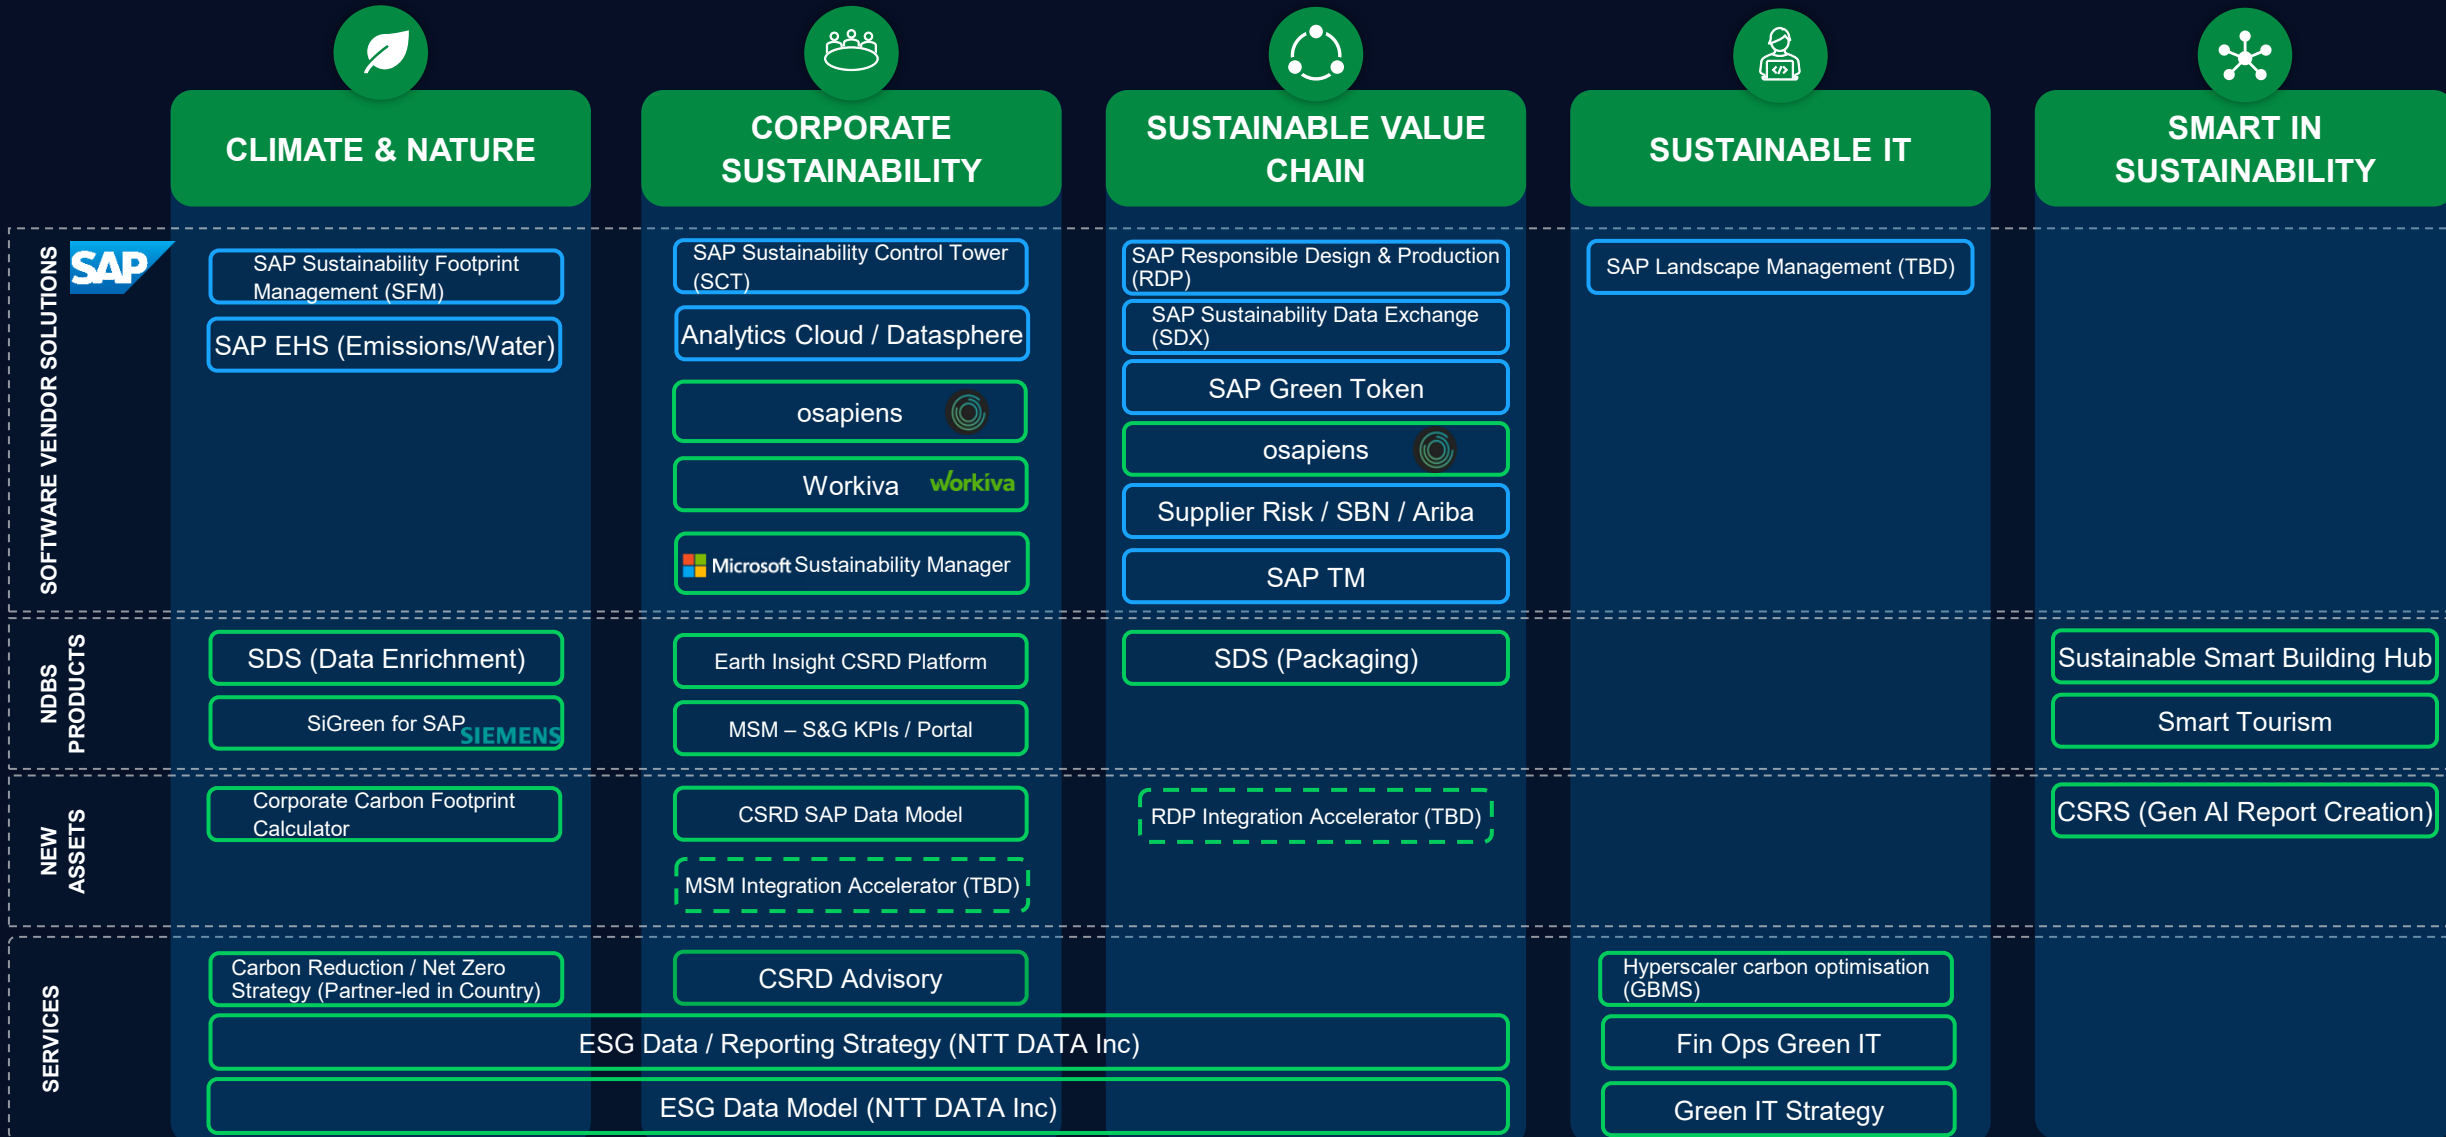 CLIMATE & NATURE
CORPORATE
SUSTAINABILITY
SUSTAINABLE VALUE
CHAIN
SUSTAINABLE IT
SMART IN
SUSTAINABILITY
SOFTWARE VENDOR SOLUTIONS
SAP
SAP Sustainability Footprint
Management (SFM)
SAP EHS (Emissions/Water)
SAP Sustainability Control Tower
(SCT)
Analytics Cloud / Datasphere
osapiens
Workiva
workiva
Microsoft Sustainability Manager
SAP Responsible Design & Production
(RDP)
SAP Sustainability Data Exchange
(SDX)
SAP Green Token
osapiens
Supplier Risk / SBN / Ariba
SAP TM
SAP Landscape Management (TBD)
NDBS
PRODUCTS
SDS (Data Enrichment)
SiGreen for SAP
SIEMENS
Earth Insight CSRD Platform
MSM – S&G KPIs / Portal
SDS (Packaging)
Sustainable Smart Building Hub
Smart Tourism
NEW
ASSETS
Corporate Carbon Footprint
Calculator
CSRD SAP Data Model
MSM Integration Accelerator (TBD)
RDP Integration Accelerator (TBD)
CSRS (Gen AI Report Creation)
SERVICES
Carbon Reduction / Net Zero
Strategy (Partner-led in Country)
CSRD Advisory
ESG Data / Reporting Strategy (NTT DATA Inc)
ESG Data Model (NTT DATA Inc)
Hyperscaler carbon optimisation
(GBMS)
Fin Ops Green IT
Green IT Strategy